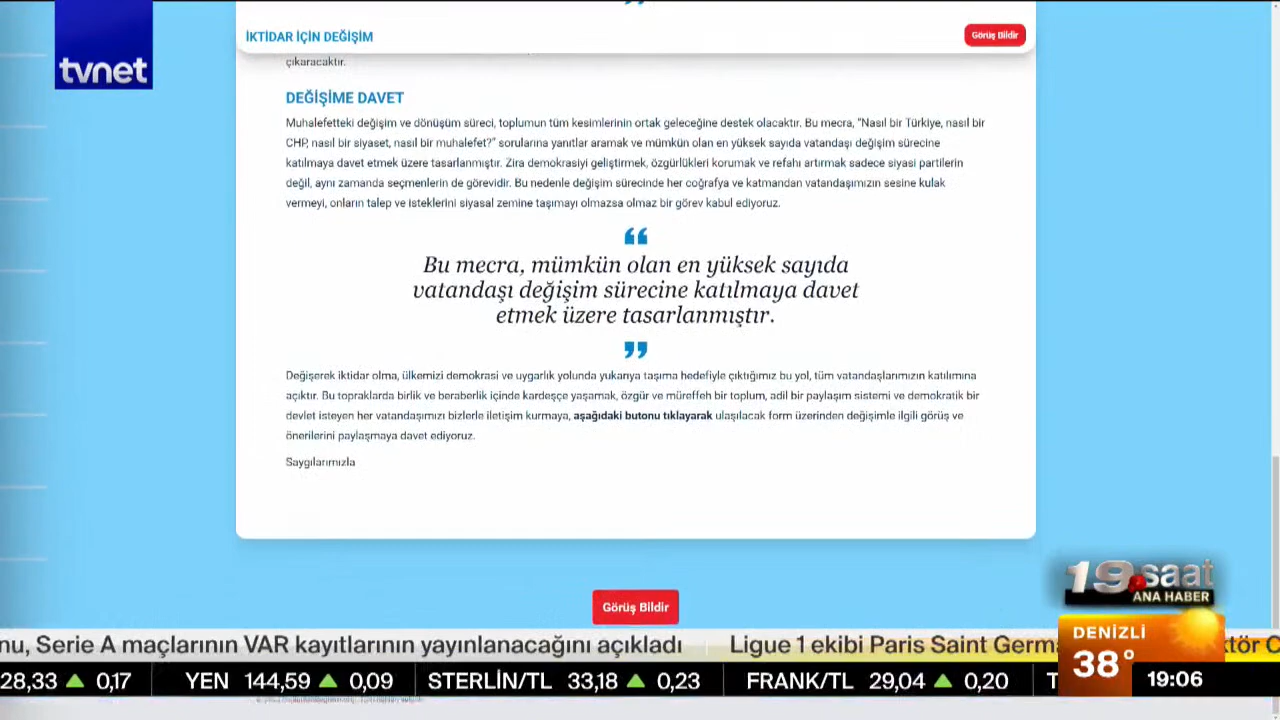 tvnet
İKTİDAR İÇİN DEĞİŞİM
Görüş Bildir
çıkaracaktır.
DEĞİŞİME DAVET
Muhalefetteki değişim ve dönüşüm süreci, toplumun tüm kesimlerinin ortak geleceğine destek olacaktır. Bu mecra, “Nasıl bir Türkiye, nasıl bir
CHP, nasıl bir siyaset, nasıl bir muhalefet?” sorularına yanıtlar aramak ve mümkün olan en yüksek sayıda vatandaşı değişim sürecine
katılmaya davet etmek üzere tasarlanmıştır. Zira demokrasiyi geliştirmek, özgürlükleri korumak ve refahı artırmak sadece siyasi partilerin
değil, aynı zamanda seçmenlerin de görevidir. Bu nedenle değişim sürecinde her coğrafya ve katmandan vatandaşımızın sesine kulak
vermeyi, onların talep ve isteklerini siyasal zemine taşımayı olmazsa olmaz bir görev kabul ediyoruz.
“
Bu mecra, mümkün olan en yüksek sayıda
vatandaşı değişim sürecine katılmaya davet
etmek üzere tasarlanmıştır.
”
Değişerek iktidar olma, ülkemizi demokrasi ve uygarlık yolunda yukarıya taşıma hedefiyle çıktığımız bu yol, tüm vatandaşlarımızın katılımına
açıktır. Bu topraklarda birlik ve beraberlik içinde kardeşçe yaşamak, özgür ve müreffeh bir toplum, adil bir paylaşım sistemi ve demokratik bir
devlet isteyen her vatandaşımızı bizlerle iletişim kurmaya, aşağıdaki butonu tıklayarak ulaşılacak form üzerinden değişimle ilgili görüş ve
önerilerini paylaşmaya davet ediyoruz.
Saygılarımızla
Görüş Bildir
19 saat
ANA HABER
DENİZLİ
38°
nu, Serie A maçlarının VAR kayıtlarının yayınlanacağını açıkladı Ligue 1 ekibi Paris Saint Germ
28,33 ▲ 0,17 YEN 144,59 ▲ 0,09 STERLİN/TL 33,18 ▲ 0,23 FRANK/TL 29,04 ▲ 0,20 19:06